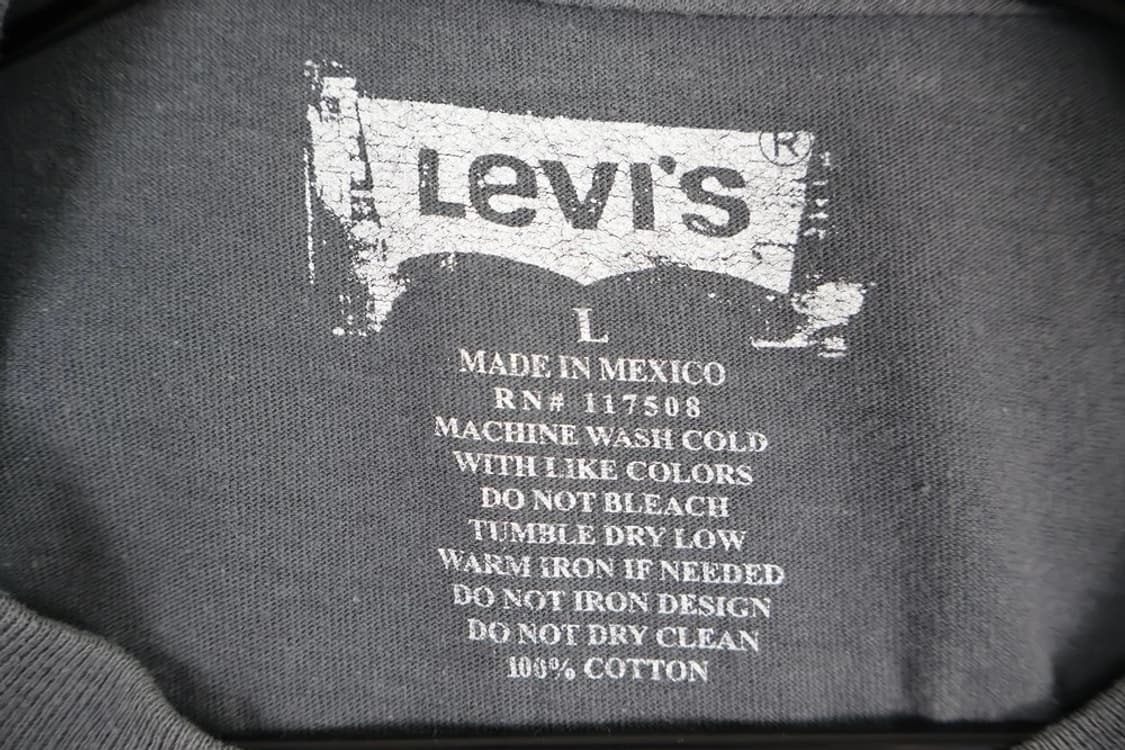 Levi's ®
L
MADE IN MEXICO
RN# 117508
MACHINE WASH COLD
WITH LIKE COLORS
DO NOT BLEACH
TUMBLE DRY LOW
WARM IRON IF NEEDED
DO NOT IRON DESIGN
DO NOT DRY CLEAN
100% COTTON